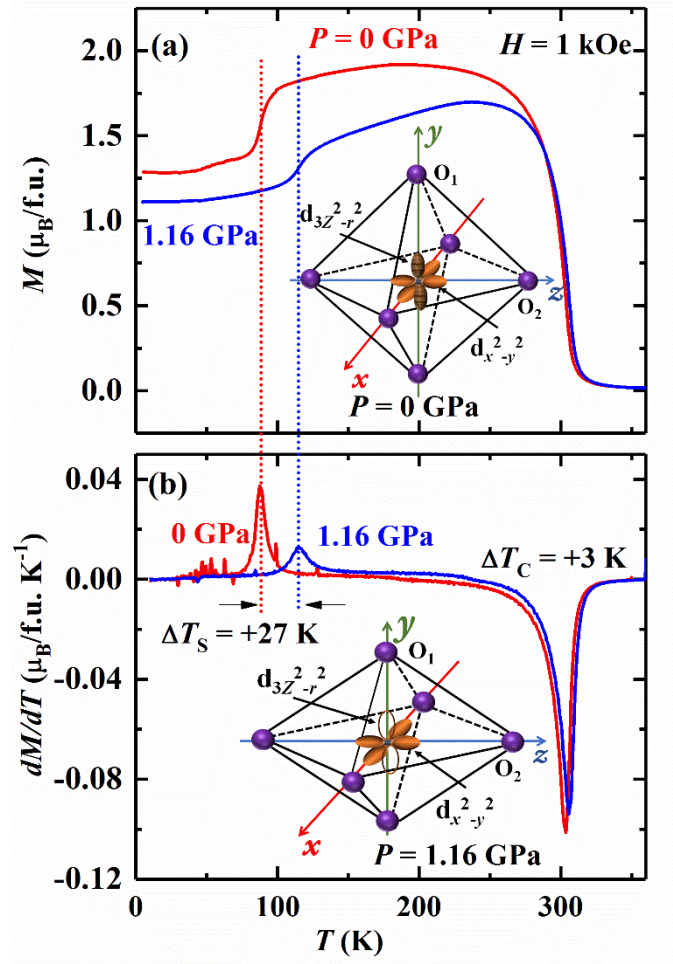 (a)
P = 0 GPa
H = 1 kOe
2.0
1.5
1.0
0.5
0.0
M (μB/f.u.)
1.16 GPa
y
O1
d3Z²-r²
z
O2
dx²-y²
x
P = 0 GPa
(b)
0.04
0.00
-0.04
-0.08
-0.12
dM/dT (μB/f.u. K⁻¹)
0 GPa
1.16 GPa
ΔTC = +3 K
ΔTS = +27 K
y
O1
d3Z²-r²
z
O2
dx²-y²
x
P = 1.16 GPa
0 100 200 300
T (K)